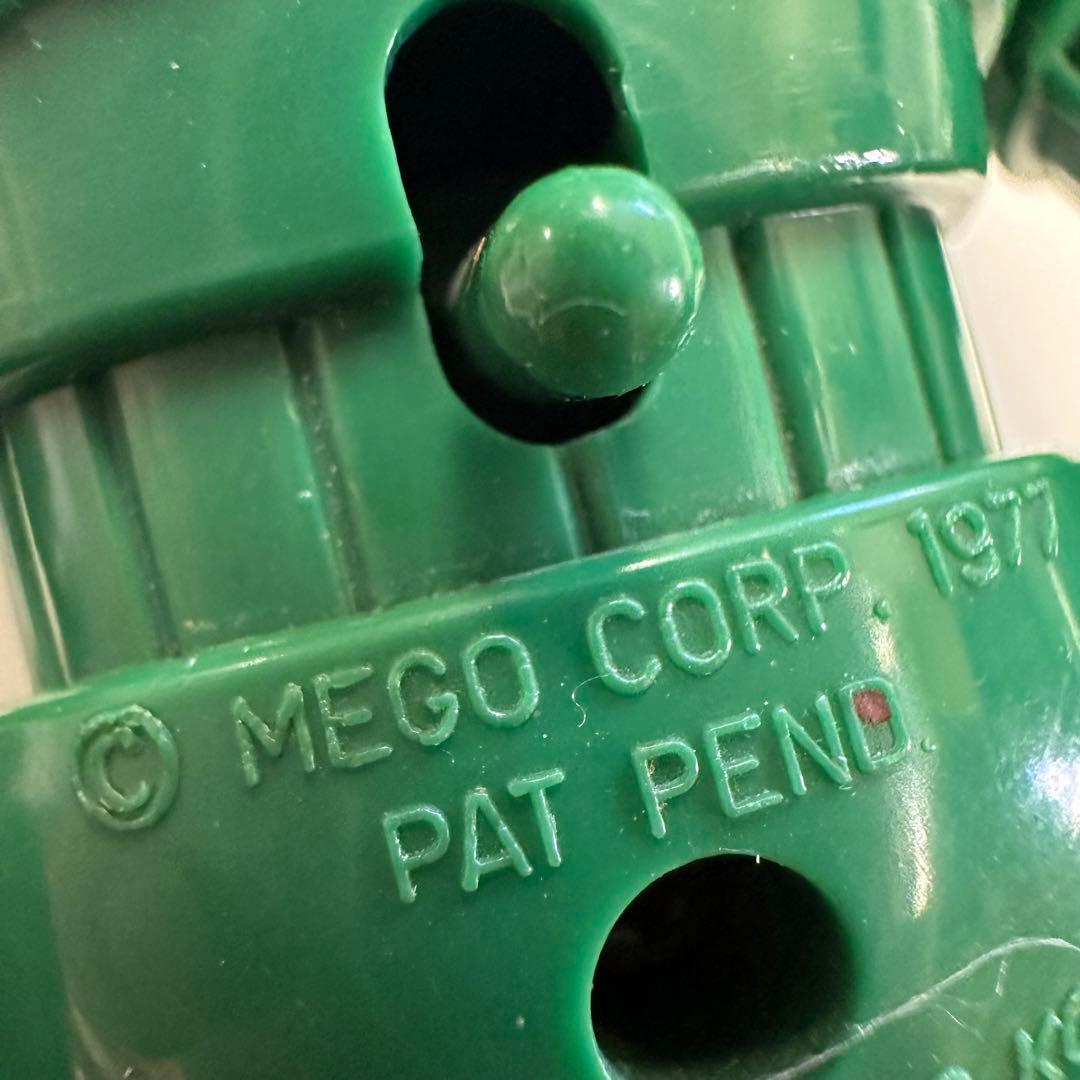 © MEGO CORP. 1977
PAT PEND.